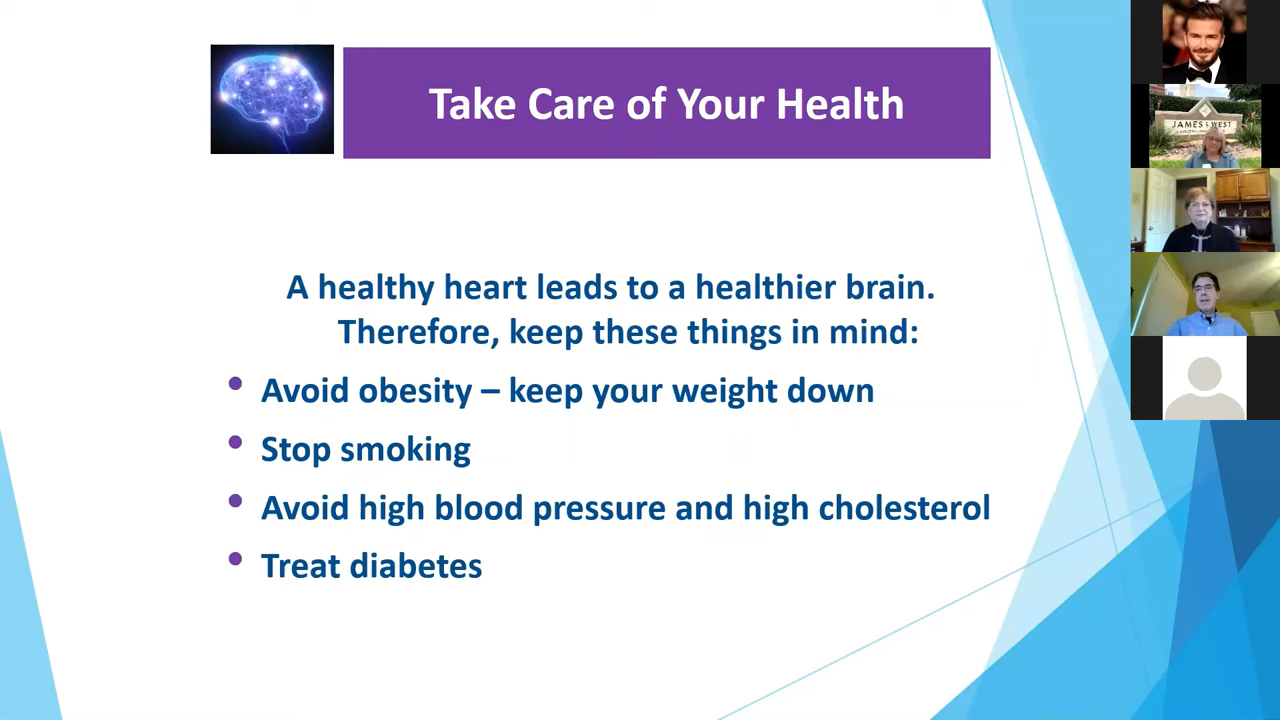 Take Care of Your Health
A healthy heart leads to a healthier brain.
Therefore, keep these things in mind:
• Avoid obesity – keep your weight down
• Stop smoking
• Avoid high blood pressure and high cholesterol
• Treat diabetes
JAMES L WEST